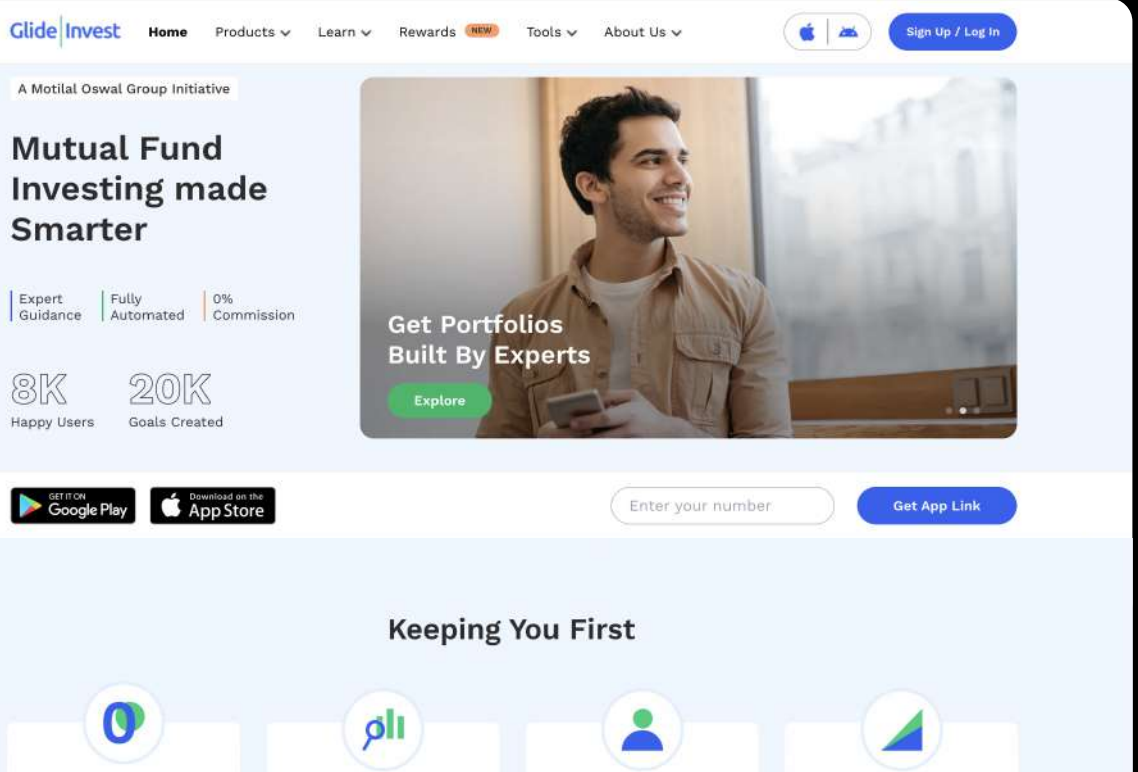 Glide Invest Home Products Learn Rewards NEW Tools About Us Sign Up / Log In
A Motilal Oswal Group Initiative
Mutual Fund
Investing made
Smarter
Expert
Guidance
Fully
Automated
0%
Commission
8K
Happy Users
20K
Goals Created
Get Portfolios
Built By Experts
Explore
GET IT ON
Google Play
Download on the
App Store
Enter your number
Get App Link
Keeping You First
0